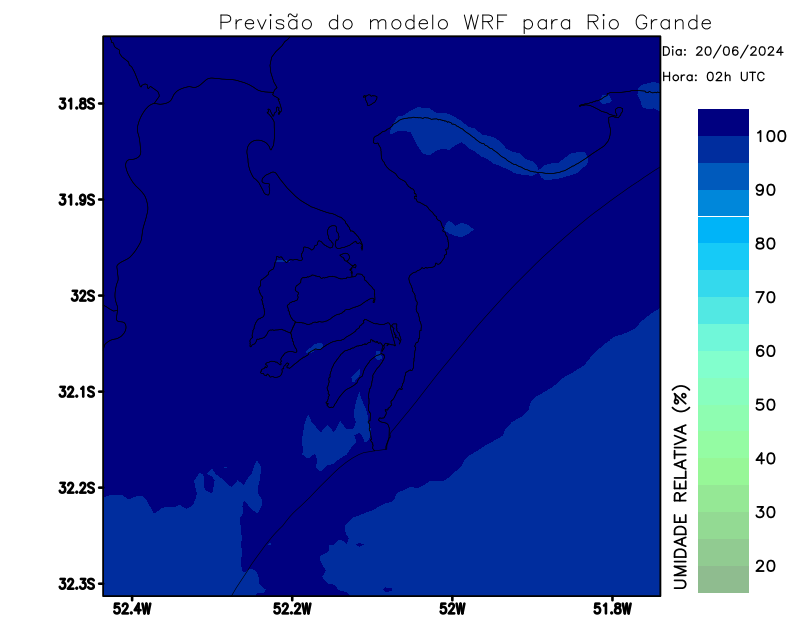 Previsão do modelo WRF para Rio Grande
Dia: 20/06/2024
Hora: 02h UTC
31.8S
31.9S
32S
32.1S
32.2S
32.3S
52.4W
52.2W
52W
51.8W
100
90
80
70
60
50
40
30
20
UMIDADE RELATIVA (%)